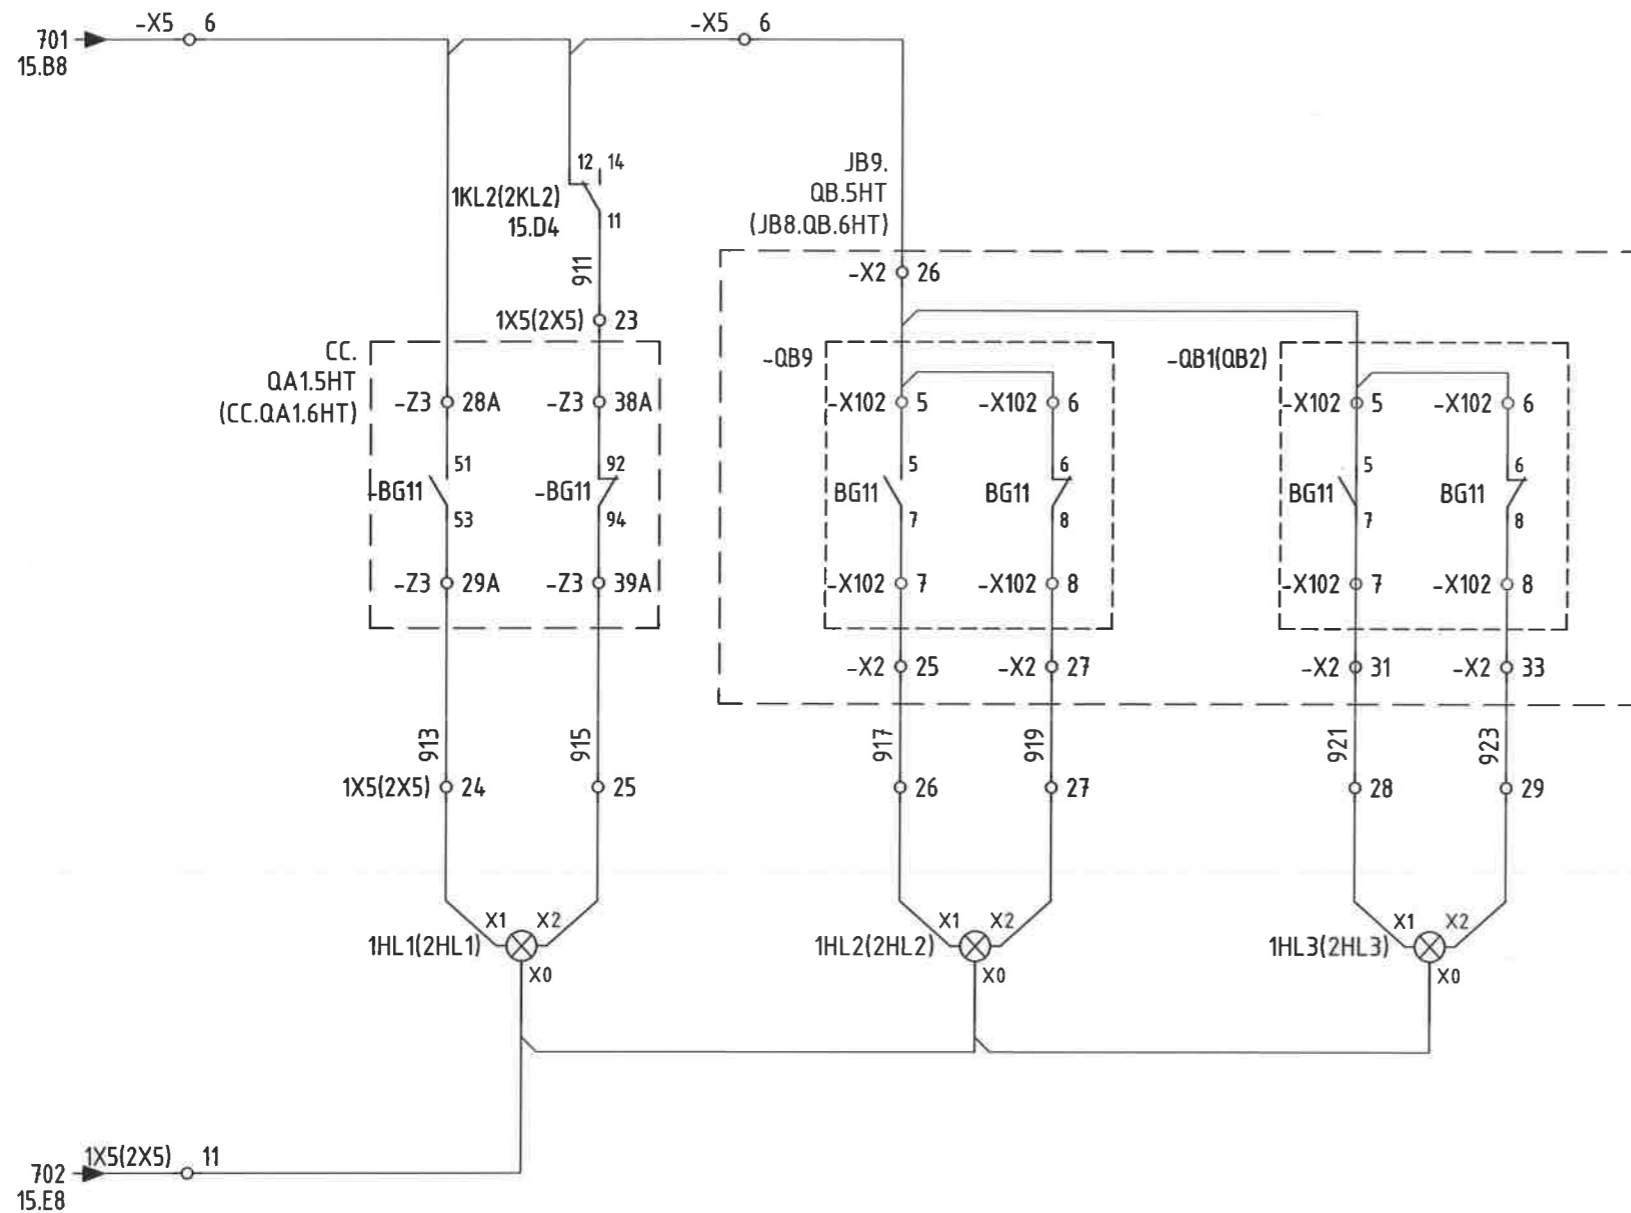 -X5 6
-X5 6
701
15.B8
12 14
1KL2(2KL2)
15.D4
11
911
JB9.
QB.5HT
(JB8.QB.6HT)
-X2 26
1X5(2X5) 23
CC.
QA1.5HT
(CC.QA1.6HT)
-QB9
-QB1(QB2)
-Z3 28A
-Z3 38A
-X102 5
-X102 6
-X102 5
-X102 6
51
92
5
6
5
6
-BG11
-BG11
BG11
BG11
BG11
BG11
53
94
7
8
7
8
-Z3 29A
-Z3 39A
-X102 7
-X102 8
-X102 7
-X102 8
-X2 25
-X2 27
-X2 31
-X2 33
913
915
917
919
921
923
1X5(2X5) 24
25
26
27
28
29
X1 X2
X1 X2
X1 X2
1HL1(2HL1)
1HL2(2HL2)
1HL3(2HL3)
X0
X0
X0
1X5(2X5) 11
702
15.E8